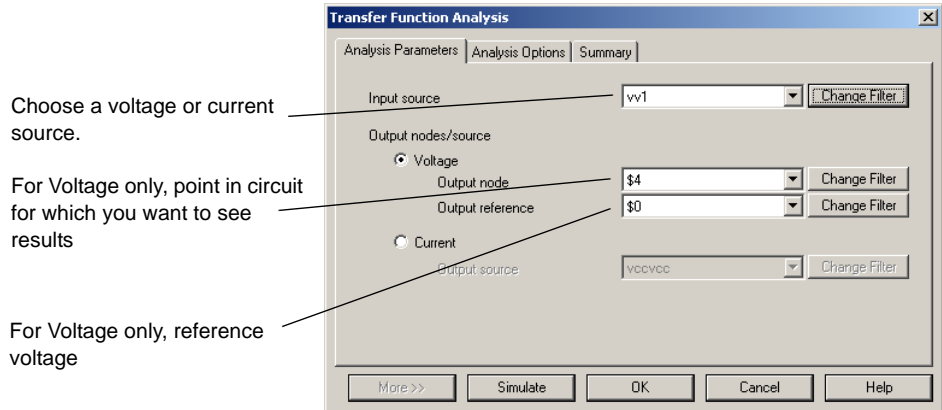 Transfer Function Analysis
Analysis Parameters
Analysis Options
Summary
Choose a voltage or current
source.
Input source
vv1
Change Filter
Output nodes/source
Voltage
For Voltage only, point in circuit
for which you want to see
results
Output node
$4
Change Filter
Output reference
$0
Change Filter
Current
Output source
vccvcc
Change Filter
For Voltage only, reference
voltage
More >>
Simulate
OK
Cancel
Help